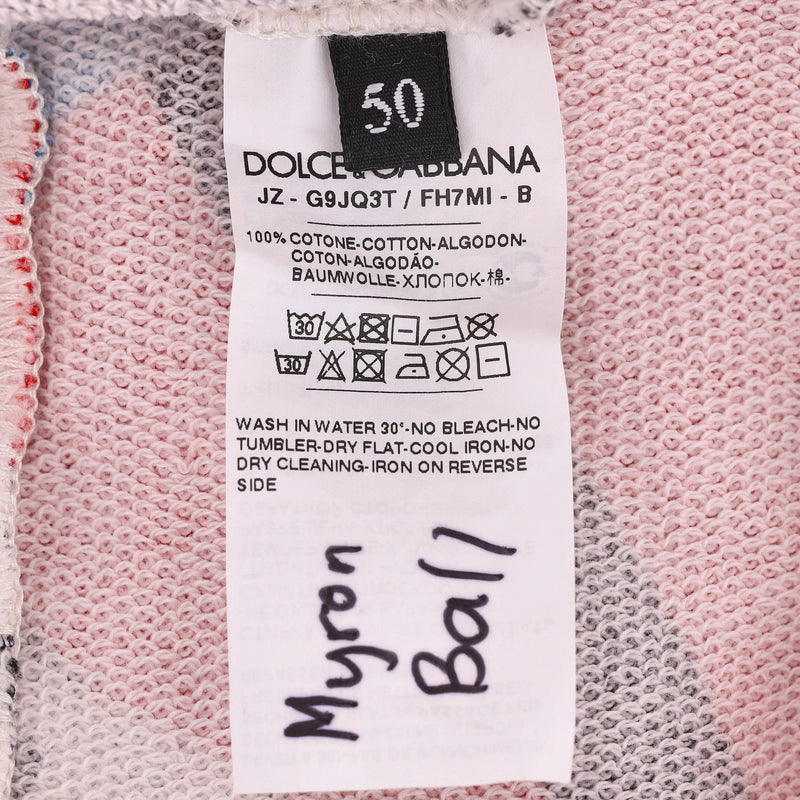 50
DOLCE&GABBANA
JZ - G9JQ3T / FH7MI - B
100% COTONE-COTTON-ALGODON-
COTON-ALGODÃO-
BAUMWOLLE-ХЛОПОК-棉-
30
30
WASH IN WATER 30°-NO BLEACH-NO
TUMBLER-DRY FLAT-COOL IRON-NO
DRY CLEANING-IRON ON REVERSE
SIDE
Myron
Ball